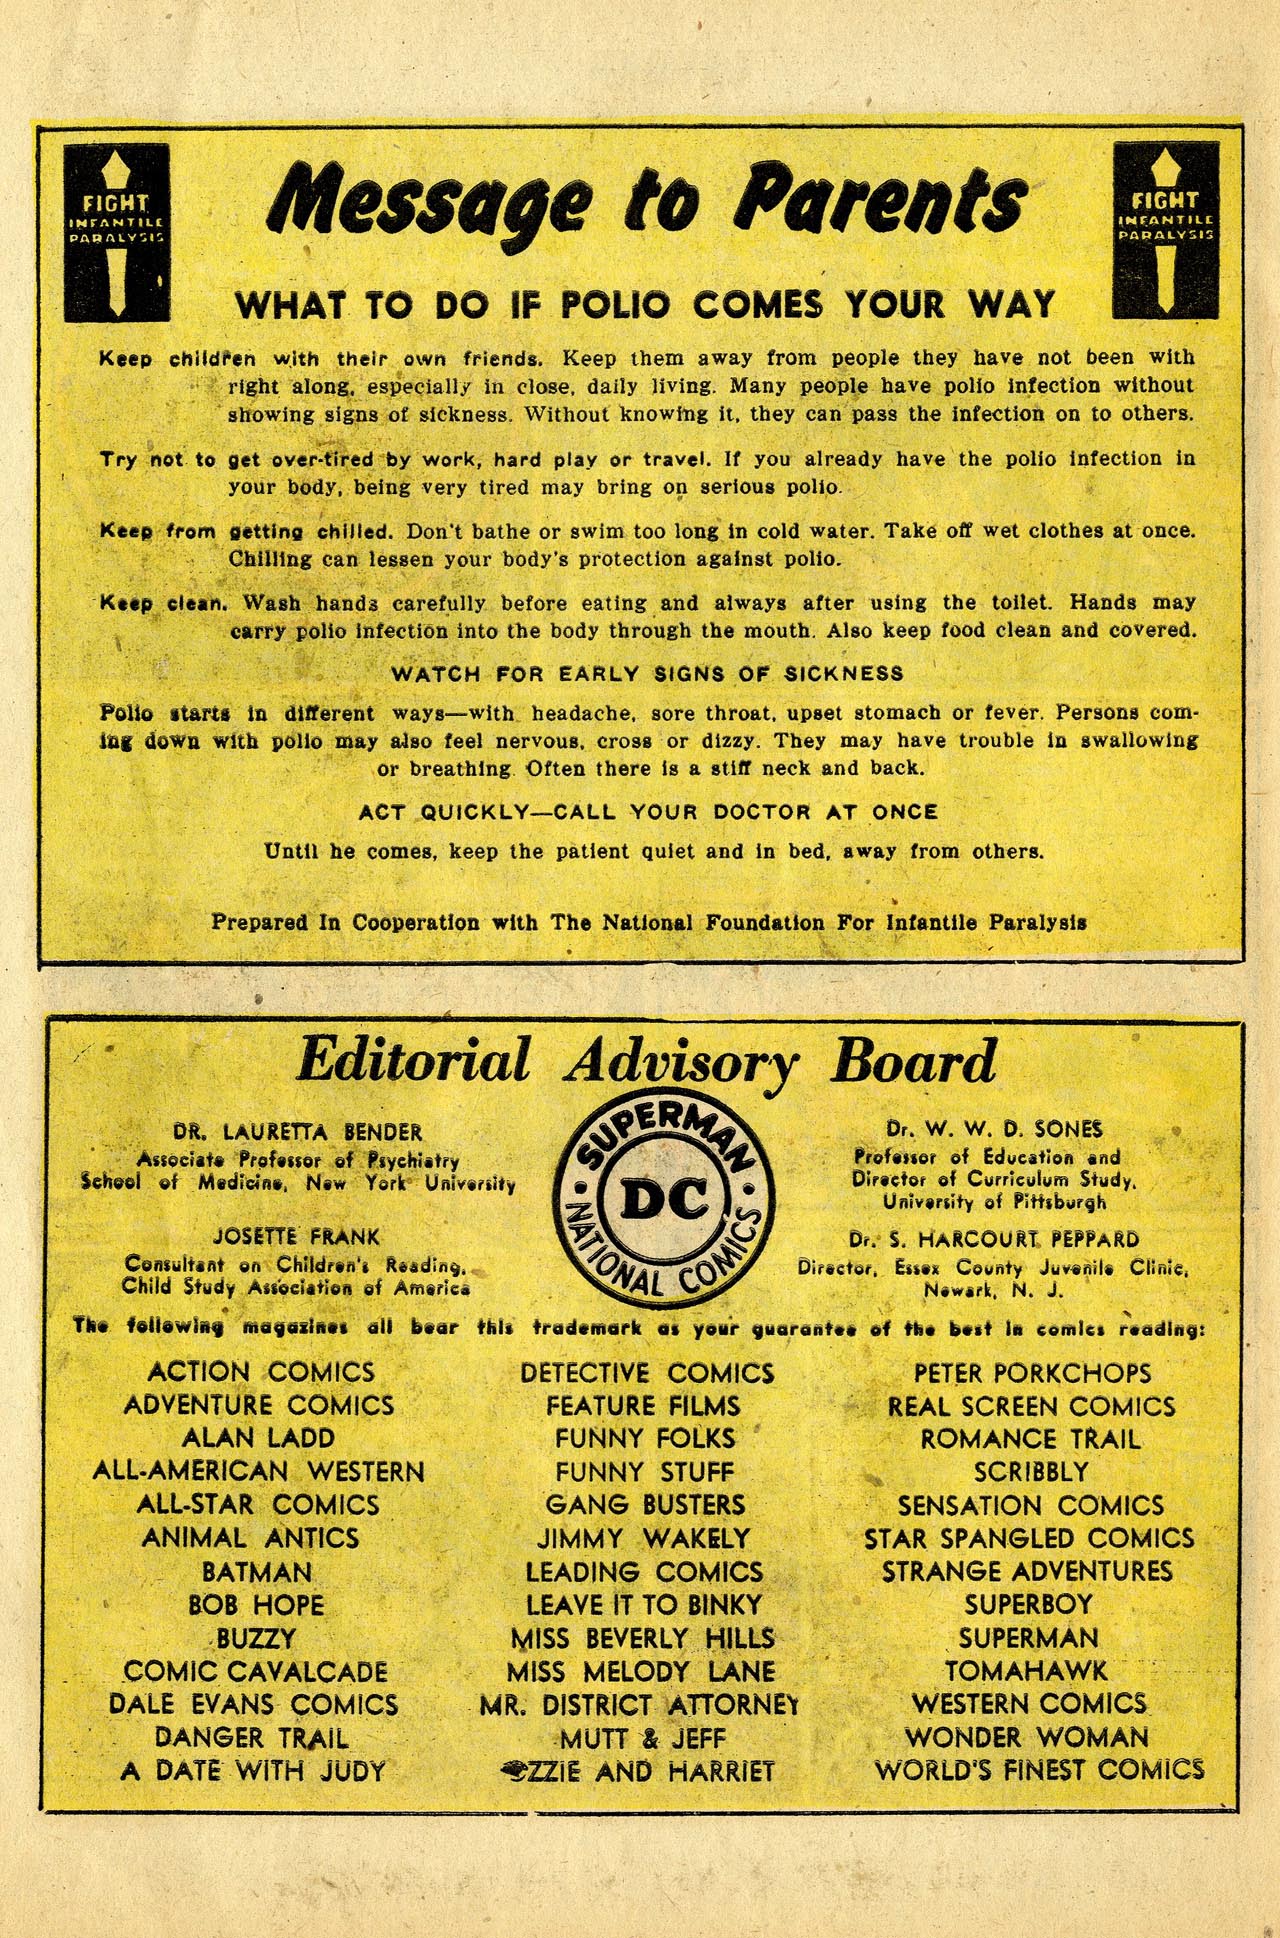 FIGHT
INFANTILE
PARALYSIS
Message to Parents
FIGHT
INFANTILE
PARALYSIS
WHAT TO DO IF POLIO COMES YOUR WAY
Keep children with their own friends. Keep them away from people they have not been with
right along, especially in close, daily living. Many people have polio infection without
showing signs of sickness. Without knowing it, they can pass the infection on to others.
Try not to get over-tired by work, hard play or travel. If you already have the polio infection in
your body, being very tired may bring on serious polio.
Keep from getting chilled. Don't bathe or swim too long in cold water. Take off wet clothes at once.
Chilling can lessen your body's protection against polio.
Keep clean. Wash hands carefully before eating and always after using the toilet. Hands may
carry polio infection into the body through the mouth. Also keep food clean and covered.
WATCH FOR EARLY SIGNS OF SICKNESS
Polio starts in different ways—with headache, sore throat, upset stomach or fever. Persons com-
ing down with polio may also feel nervous, cross or dizzy. They may have trouble in swallowing
or breathing. Often there is a stiff neck and back.
ACT QUICKLY—CALL YOUR DOCTOR AT ONCE
Until he comes, keep the patient quiet and in bed, away from others.
Prepared In Cooperation with The National Foundation For Infantile Paralysis
Editorial Advisory Board
DR. LAURETTA BENDER
Associate Professor of Psychiatry
School of Medicine, New York University
JOSETTE FRANK
Consultant on Children's Reading,
Child Study Association of America
SUPERMAN
DC
NATIONAL COMICS
Dr. W. W. D. SONES
Professor of Education and
Director of Curriculum Study,
University of Pittsburgh
Dr. S. HARCOURT PEPPARD
Director, Essex County Juvenile Clinic,
Newark, N. J.
The following magazines all bear this trademark as your guarantee of the best in comics reading:
ACTION COMICS
ADVENTURE COMICS
ALAN LADD
ALL-AMERICAN WESTERN
ALL-STAR COMICS
ANIMAL ANTICS
BATMAN
BOB HOPE
BUZZY
COMIC CAVALCADE
DALE EVANS COMICS
DANGER TRAIL
A DATE WITH JUDY
DETECTIVE COMICS
FEATURE FILMS
FUNNY FOLKS
FUNNY STUFF
GANG BUSTERS
JIMMY WAKELY
LEADING COMICS
LEAVE IT TO BINKY
MISS BEVERLY HILLS
MISS MELODY LANE
MR. DISTRICT ATTORNEY
MUTT & JEFF
OZZIE AND HARRIET
PETER PORKCHOPS
REAL SCREEN COMICS
ROMANCE TRAIL
SCRIBBLY
SENSATION COMICS
STAR SPANGLED COMICS
STRANGE ADVENTURES
SUPERBOY
SUPERMAN
TOMAHAWK
WESTERN COMICS
WONDER WOMAN
WORLD'S FINEST COMICS